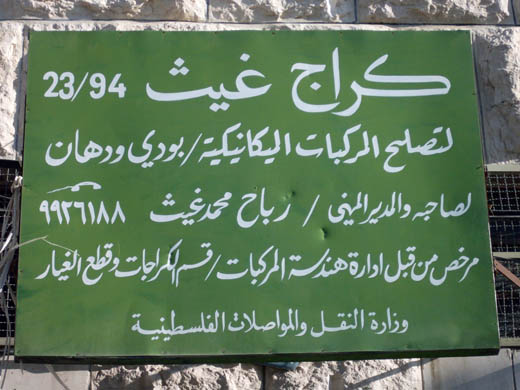 كراج غيث 23/94
لتصليح المركبات الميكانيكية/بودي ودهان
لصاحبه والمدير المهني / رباح محمد غيث ٩٩٢٦١٨٨
مرخص من قبل ادارة هندسة المركبات/قسم الكراجات وقطع الغيار
وزارة النقل والمواصلات الفلسطينية